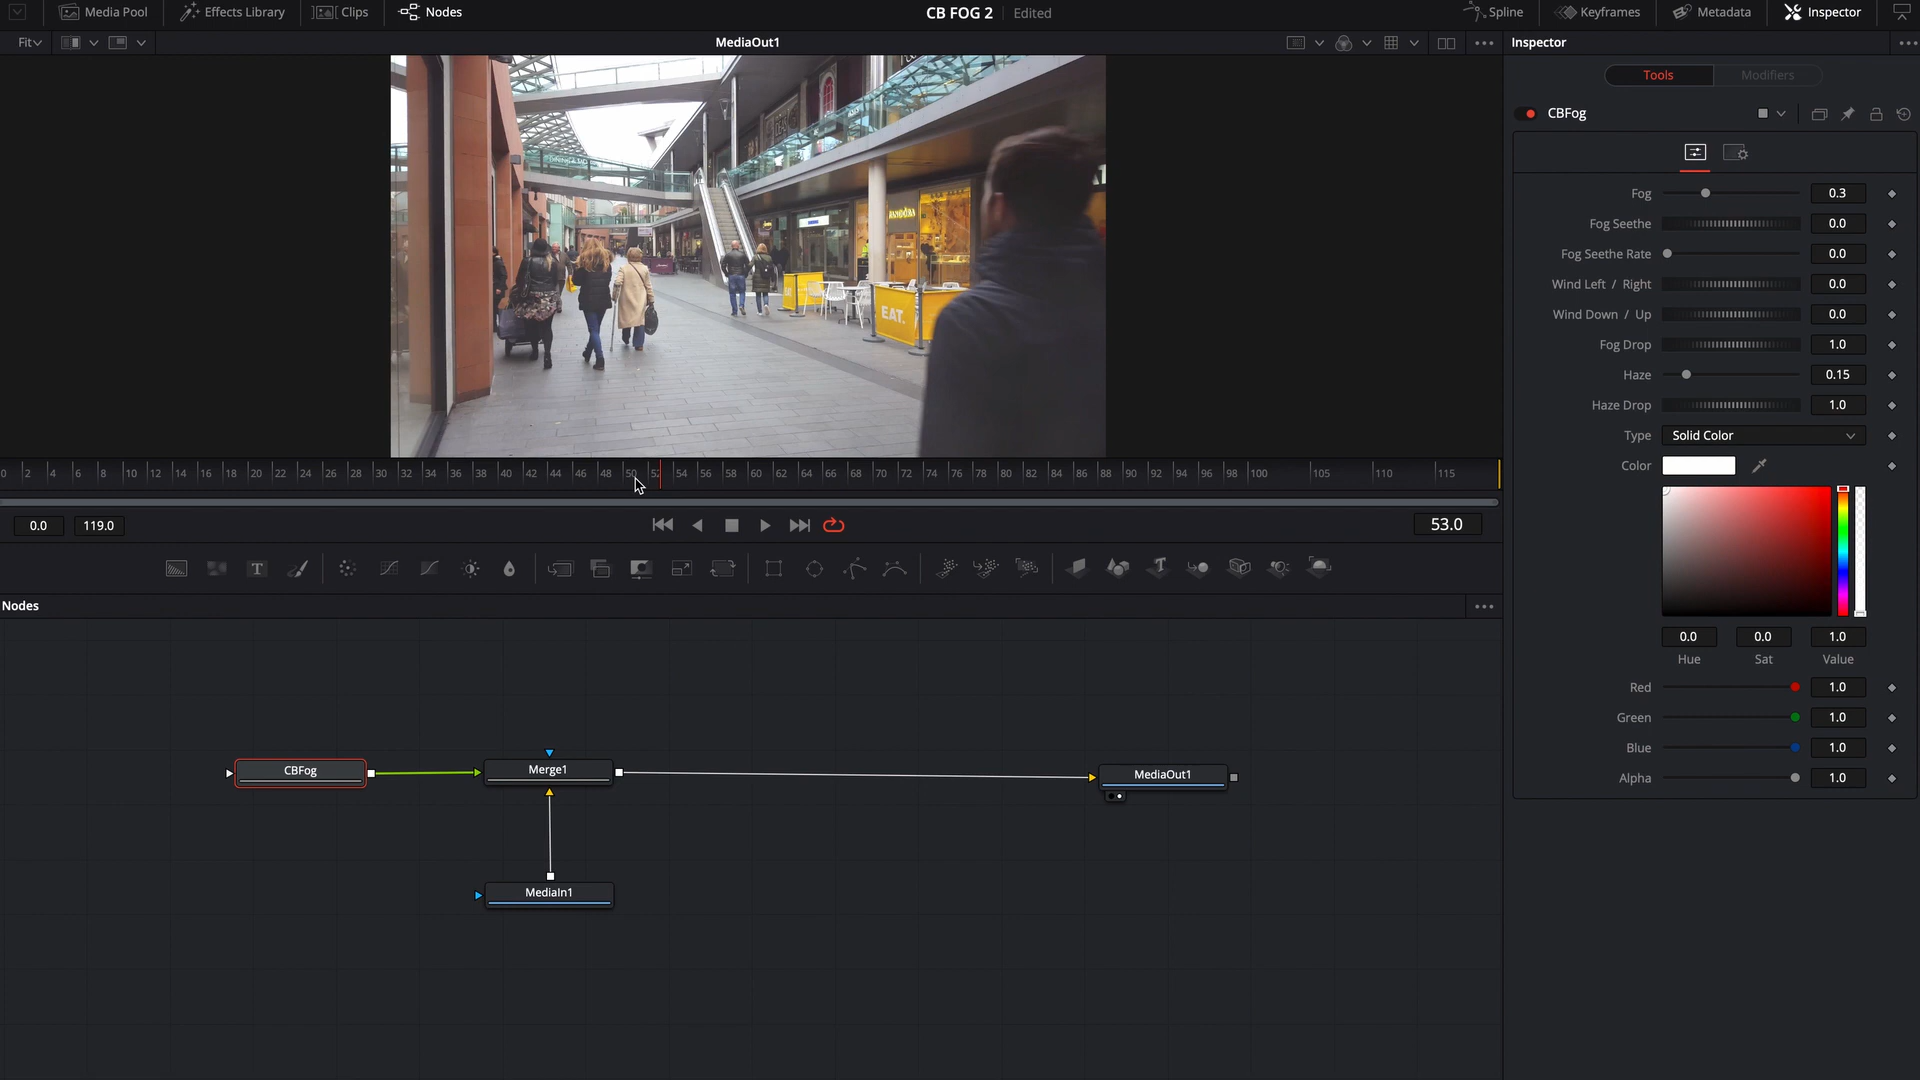 Media Pool Effects Library Clips Nodes CB FOG 2 Edited Spline Keyframes Metadata Inspector
Fit MediaOut1 Inspector
Tools Modifiers
CBFog
PANDÖRA
EAT
EAT.
Fog 0.3
Fog Seethe 0.0
Fog Seethe Rate 0.0
Wind Left / Right 0.0
Wind Down / Up 0.0
Fog Drop 1.0
Haze 0.15
Haze Drop 1.0
Type Solid Color
Color
0.0 0.0 1.0
Hue Sat Value
Red 1.0
Green 1.0
Blue 1.0
Alpha 1.0
0 2 4 6 8 10 12 14 16 18 20 22 24 26 28 30 32 34 36 38 40 42 44 46 48 50 52 54 56 58 60 62 64 66 68 70 72 74 76 78 80 82 84 86 88 90 92 94 96 98 100 105 110 115
0.0 119.0 53.0
T
T
Nodes
CBFog Merge1 MediaOut1
MediaIn1